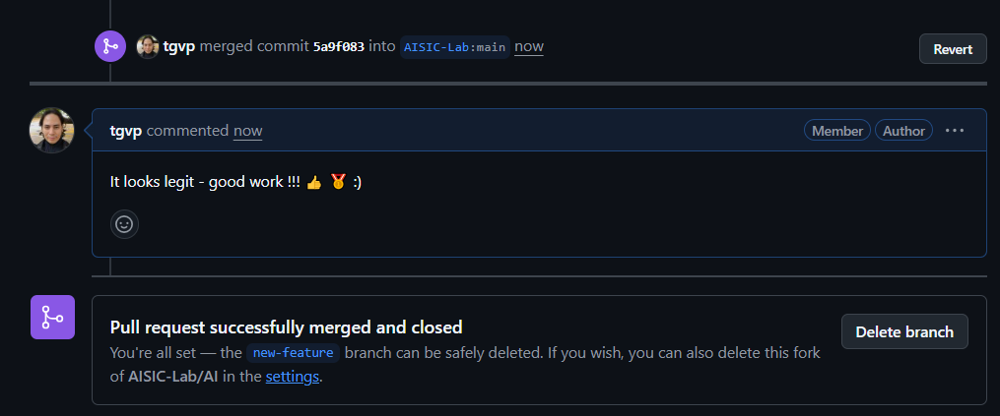 tgvp merged commit 5a9f083 into AISIC-Lab:main now
Revert
tgvp commented now
Member
Author
It looks legit - good work !!! 👍 🏅 :)
Pull request successfully merged and closed
You're all set — the new-feature branch can be safely deleted. If you wish, you can also delete this fork
of AISIC-Lab/AI in the settings.
Delete branch